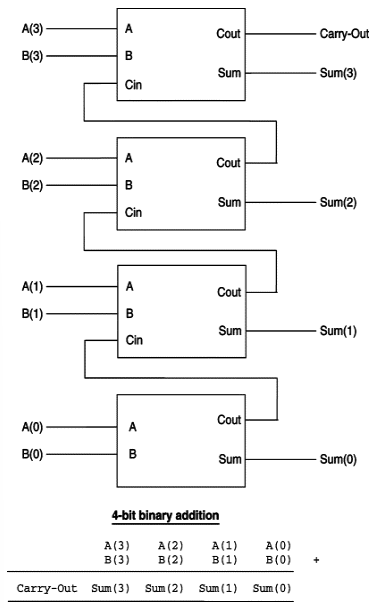 A(3) A Cout Carry-Out
B(3) B
Sum Sum(3)
Cin
A(2) A Cout
B(2) B
Sum Sum(2)
Cin
A(1) A Cout
B(1) B
Sum Sum(1)
Cin
Cout
A(0) A
B(0) B Sum Sum(0)
4-bit binary addition
A(3) A(2) A(1) A(0)
B(3) B(2) B(1) B(0) +
Carry-Out Sum(3) Sum(2) Sum(1) Sum(0)